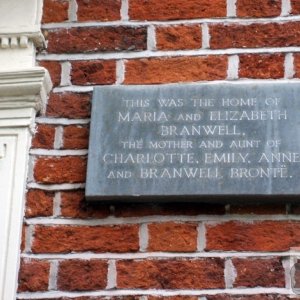 THIS WAS THE HOME OF
MARIA AND ELIZABETH
BRANWELL,
THE MOTHER AND AUNT OF
CHARLOTTE, EMILY, ANNE
AND BRANWELL BRONTË.